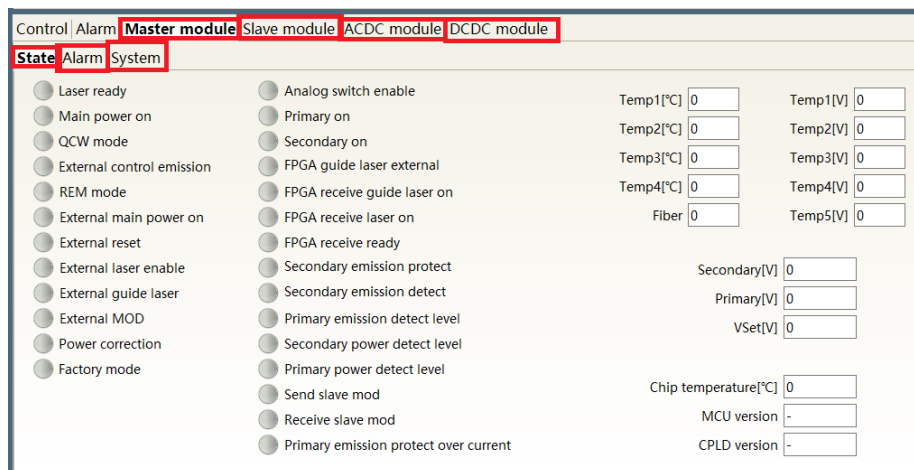 Control Alarm Master module Slave module ACDC module DCDC module
State Alarm System
Laser ready
Main power on
QCW mode
External control emission
REM mode
External main power on
External reset
External laser enable
External guide laser
External MOD
Power correction
Factory mode
Analog switch enable
Primary on
Secondary on
FPGA guide laser external
FPGA receive guide laser on
FPGA receive laser on
FPGA receive ready
Secondary emission protect
Secondary emission detect
Primary emission detect level
Secondary power detect level
Primary power detect level
Send slave mod
Receive slave mod
Primary emission protect over current
Temp1[℃] 0
Temp2[℃] 0
Temp3[℃] 0
Temp4[℃] 0
Fiber 0
Temp1[V] 0
Temp2[V] 0
Temp3[V] 0
Temp4[V] 0
Temp5[V] 0
Secondary[V] 0
Primary[V] 0
VSet[V] 0
Chip temperature[℃] 0
MCU version -
CPLD version -